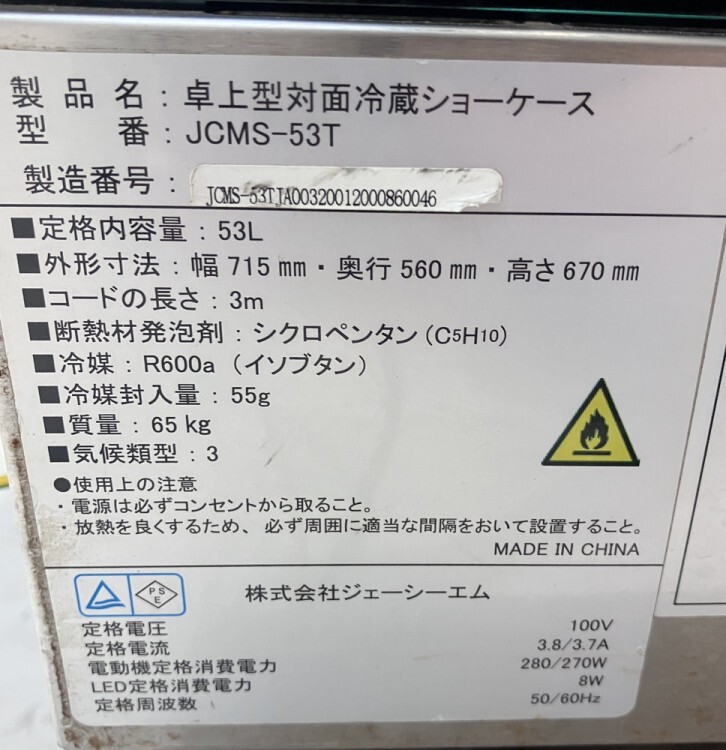 製品名：卓上型対面冷蔵ショーケース
型番：JCMS-53T
製造番号：JCMS-53TJA00320012000860046
■定格内容量：53L
■外形寸法：幅 715 mm・奥行 560 mm・高さ 670 mm
■コードの長さ：3m
■断熱材発泡剤：シクロペンタン(C5H10)
■冷媒：R600a（イソブタン）
■冷媒封入量：55g
■質量：65 kg
■気候類型：3
●使用上の注意
・電源は必ずコンセントから取ること。
・放熱を良くするため、必ず周囲に適当な間隔をおいて設置すること。
MADE IN CHINA
PSE
株式会社ジェーシーエム
定格電圧 100V
定格電流 3.8/3.7A
電動機定格消費電力 280/270W
LED定格消費電力 8W
定格周波数 50/60Hz